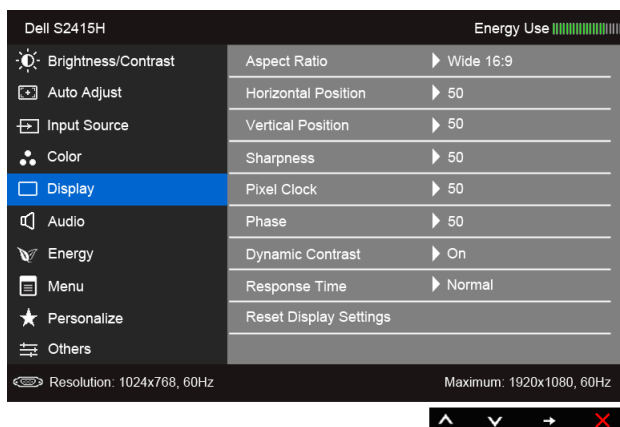 Dell S2415H Energy Use
Brightness/Contrast Aspect Ratio Wide 16:9
Auto Adjust Horizontal Position 50
Input Source Vertical Position 50
Color Sharpness 50
Display Pixel Clock 50
Audio Phase 50
Energy Dynamic Contrast On
Menu Response Time Normal
Personalize Reset Display Settings
Others
Resolution: 1024x768, 60Hz Maximum: 1920x1080, 60Hz